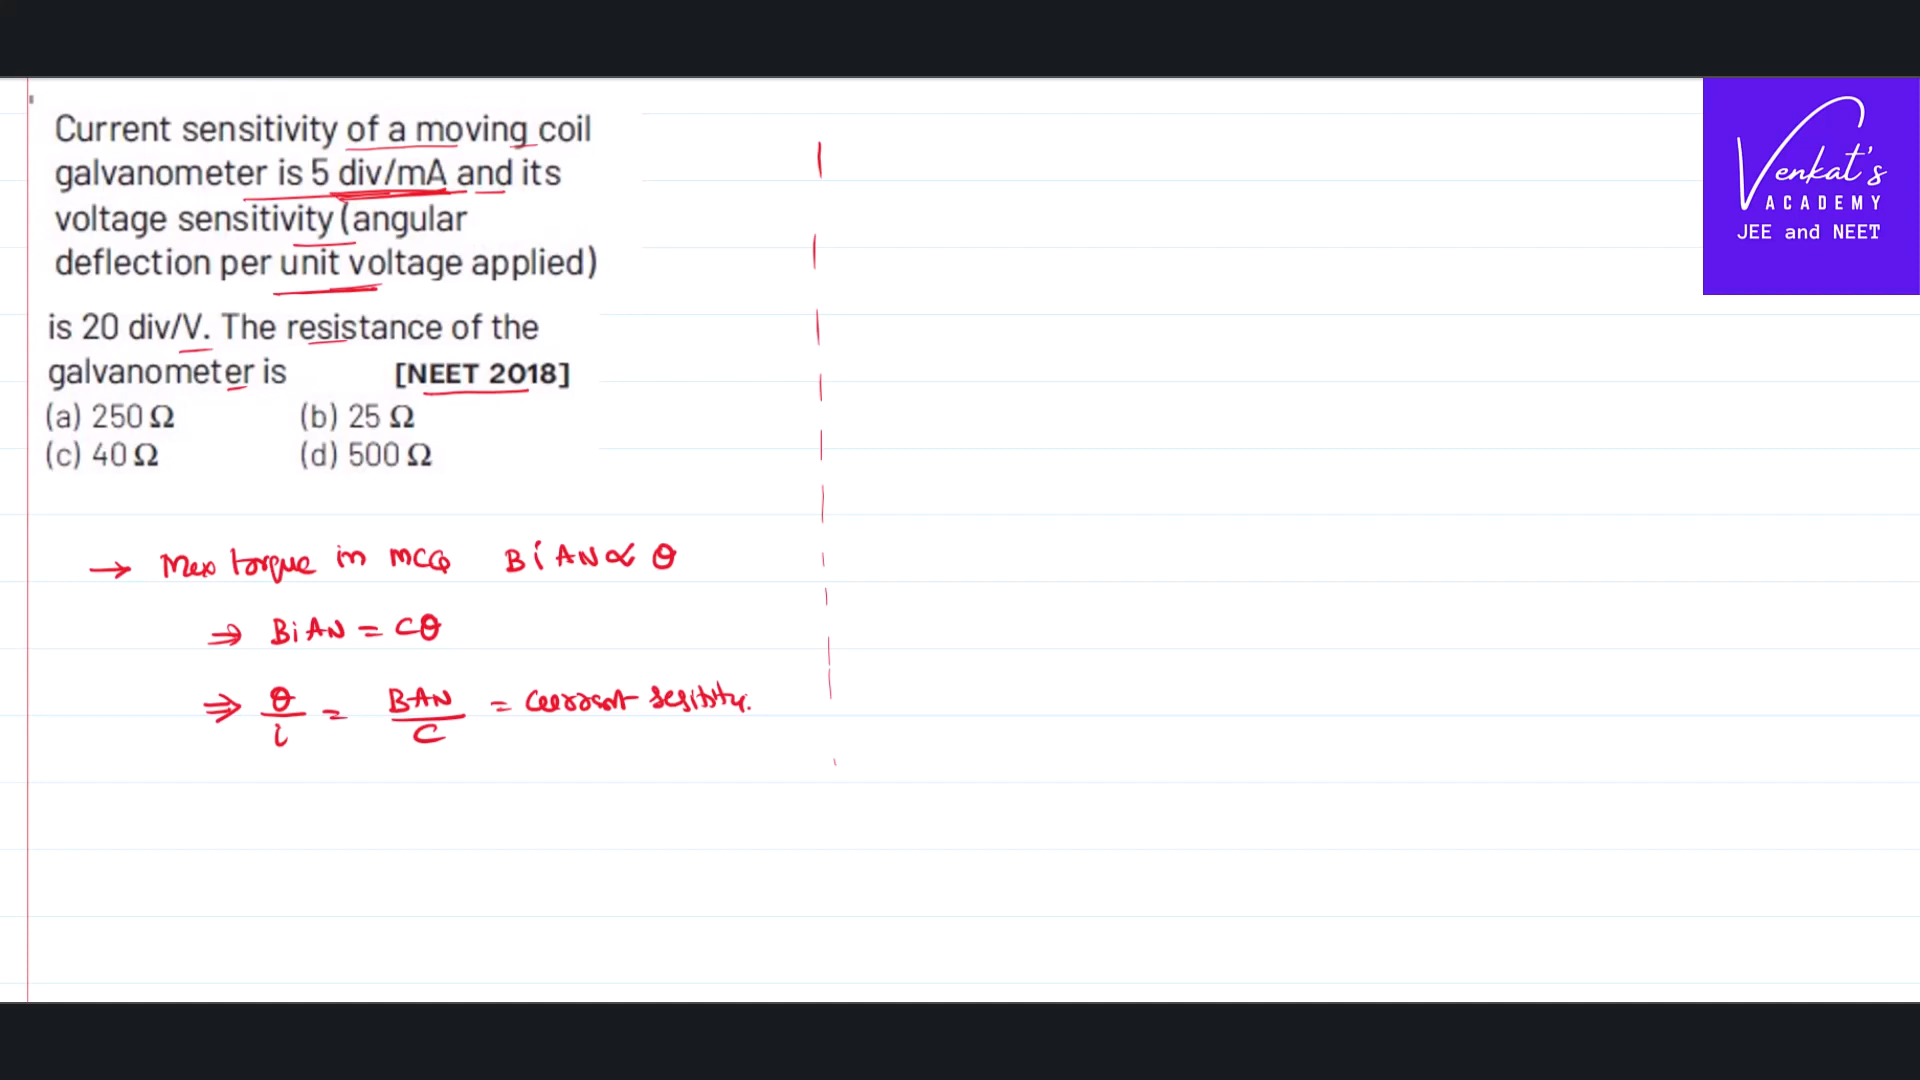 Current sensitivity of a moving coil
galvanometer is 5 div/mA and its
voltage sensitivity (angular
deflection per unit voltage applied)
is 20 div/V. The resistance of the
galvanometer is [NEET 2018]
(a) 250 Ω (b) 25 Ω
(c) 40 Ω (d) 500 Ω
→ Max torque in MCG BiAN ∝ θ
⇒ BiAN = Cθ
⇒ θ/i = BAN/C = current
Venkat's
ACADEMY
JEE and NEET